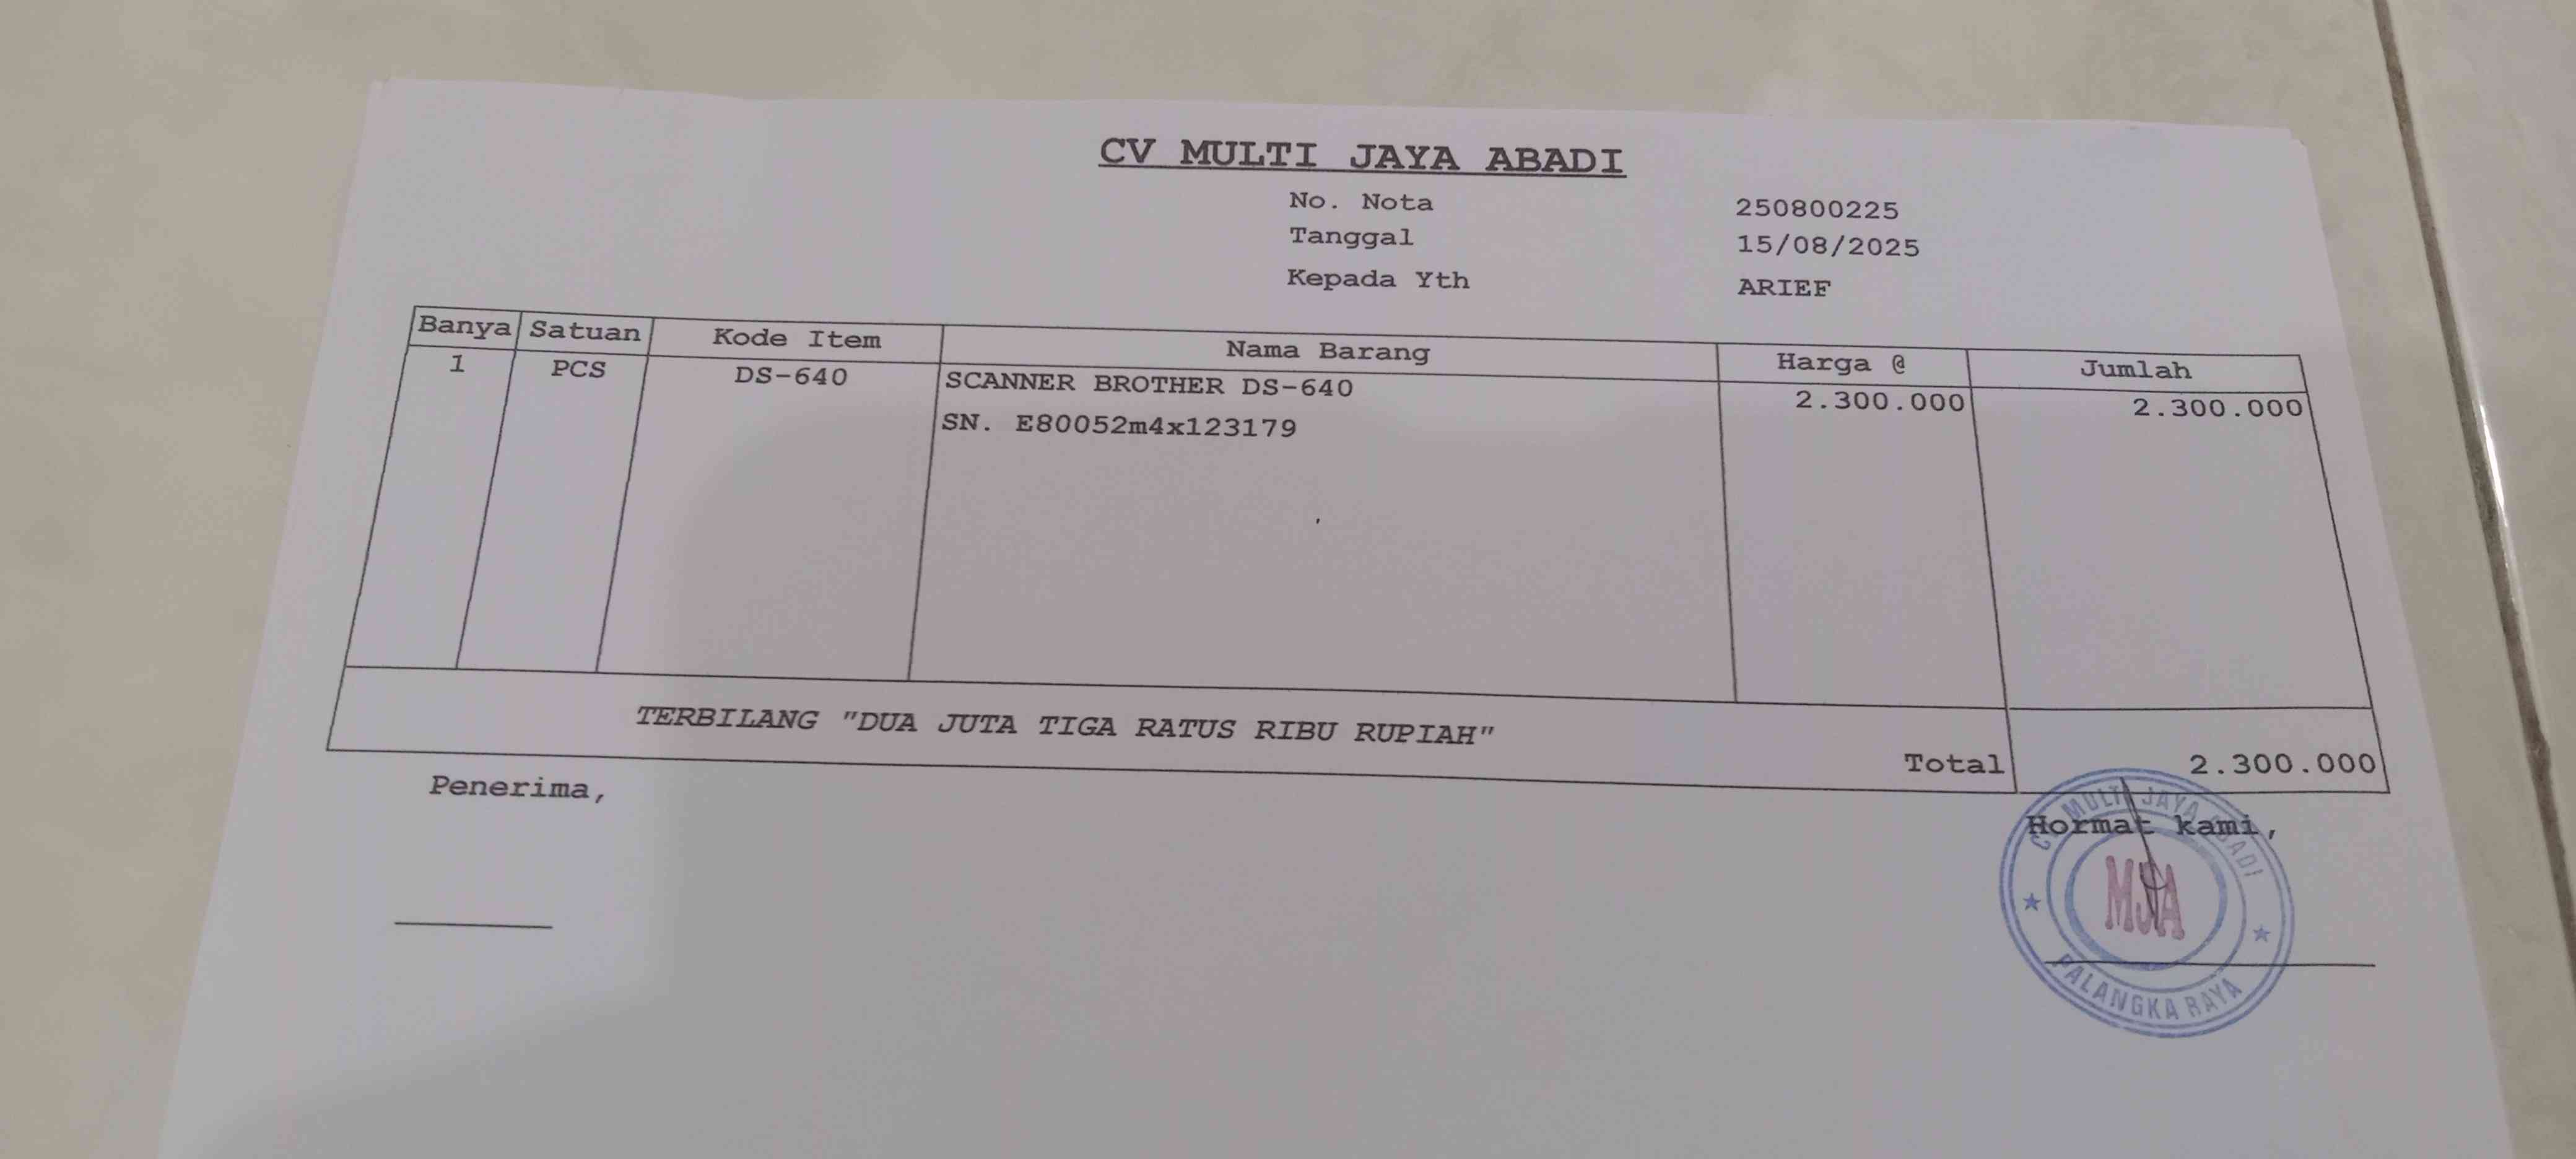 CV MULTI JAYA ABADI
No. Nota 250800225
Tanggal 15/08/2025
Kepada Yth ARIEF
Banya Satuan Kode Item Nama Barang Harga @ Jumlah
1 PCS DS-640 SCANNER BROTHER DS-640 2.300.000 2.300.000
SN. E80052m4x123179
TERBILANG "DUA JUTA TIGA RATUS RIBU RUPIAH"
Total 2.300.000
Penerima,
Hormat kami,
CV MULTI JAYA ABADI
MJA
PALANGKA RAYA